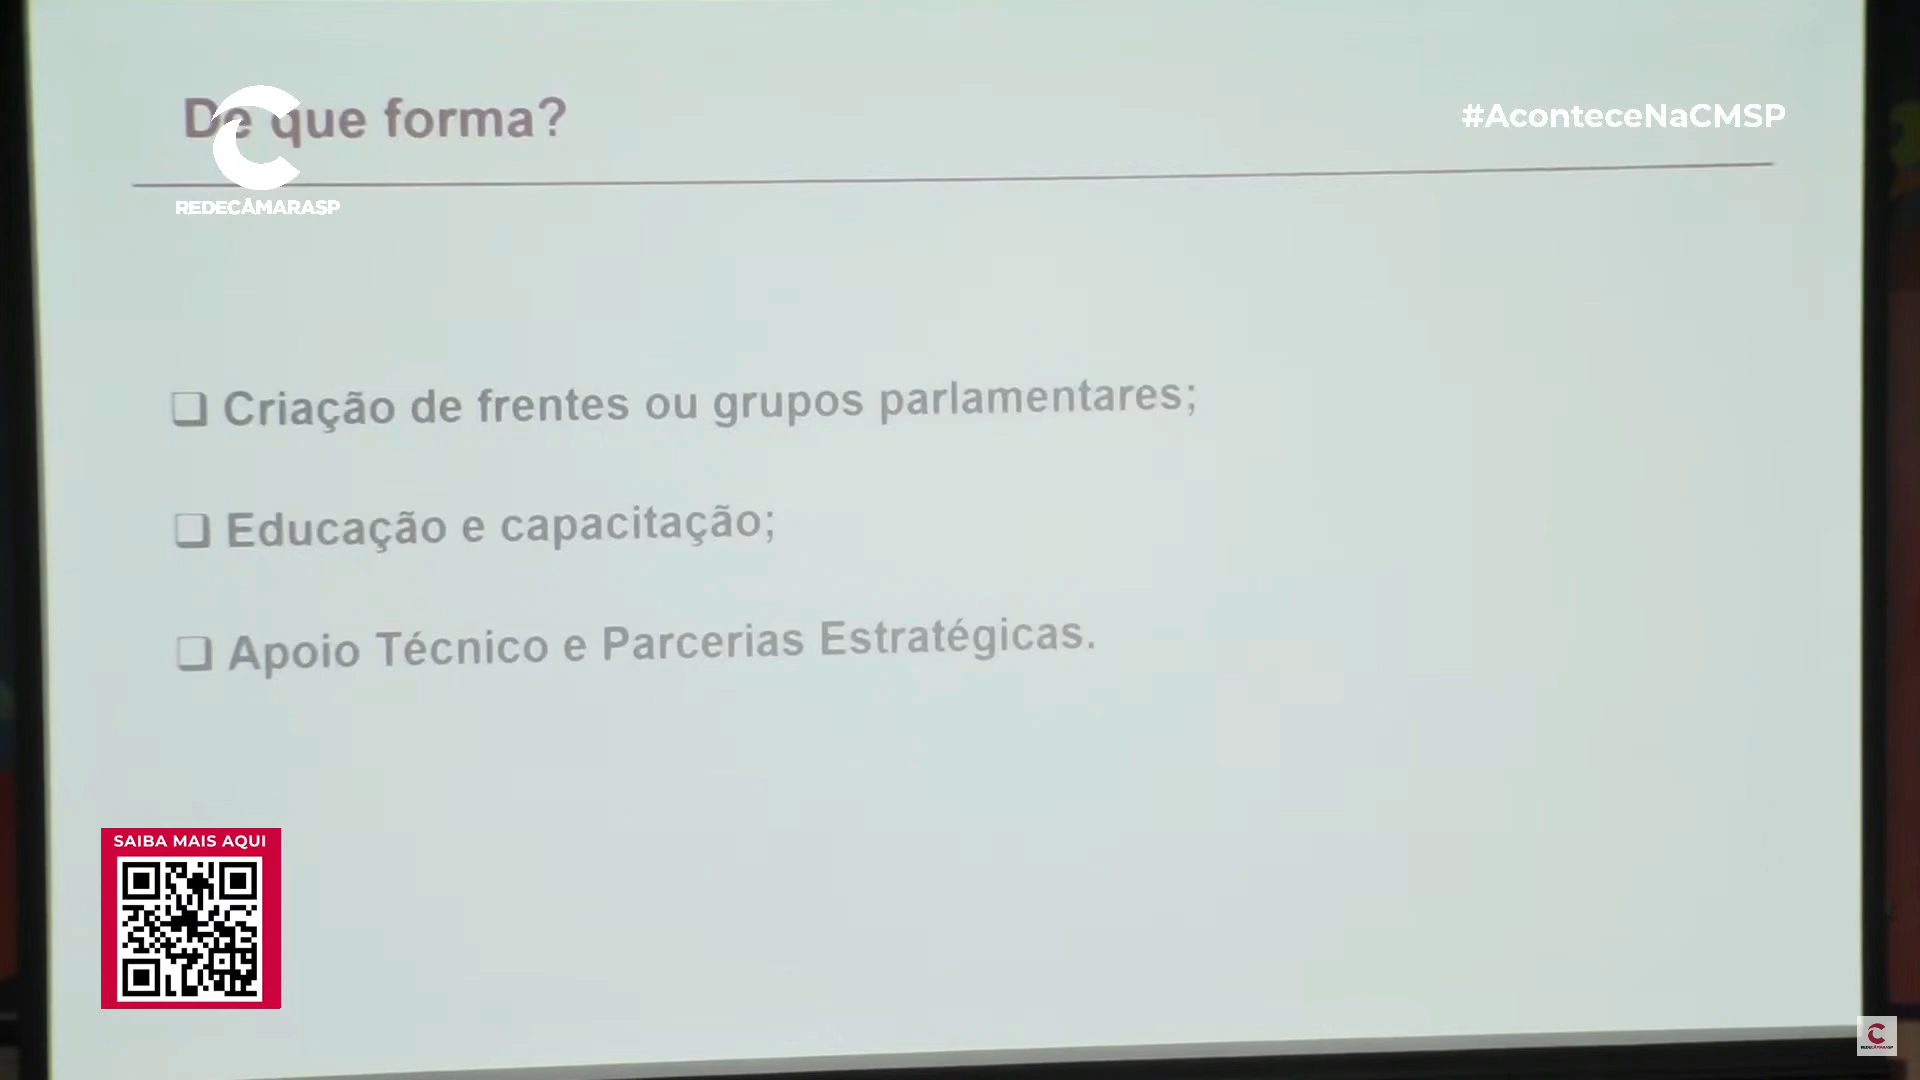 De que forma?
#AconteceNaCMSP
REDECÂMARASP
Criação de frentes ou grupos parlamentares;
Educação e capacitação;
Apoio Técnico e Parcerias Estratégicas.
SAIBA MAIS AQUI
REDECÂMARASP